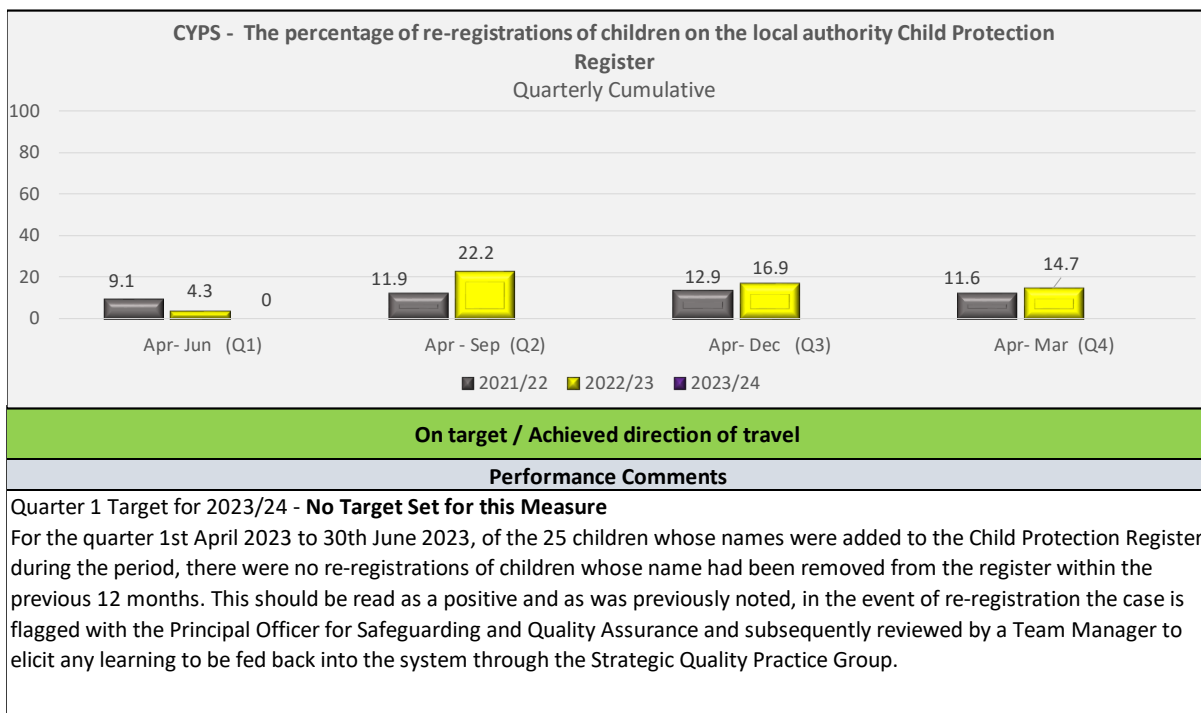 CYPS - The percentage of re-registrations of children on the local authority Child Protection
Register
Quarterly Cumulative
100
80
60
40
20
0
9.1
4.3
0
11.9
22.2
12.9
16.9
11.6
14.7
Apr- Jun (Q1)
Apr - Sep (Q2)
Apr- Dec (Q3)
Apr- Mar (Q4)
2021/22 2022/23 2023/24
On target / Achieved direction of travel
Performance Comments
Quarter 1 Target for 2023/24 - No Target Set for this Measure
For the quarter 1st April 2023 to 30th June 2023, of the 25 children whose names were added to the Child Protection Register
during the period, there were no re-registrations of children whose name had been removed from the register within the
previous 12 months. This should be read as a positive and as was previously noted, in the event of re-registration the case is
flagged with the Principal Officer for Safeguarding and Quality Assurance and subsequently reviewed by a Team Manager to
elicit any learning to be fed back into the system through the Strategic Quality Practice Group.